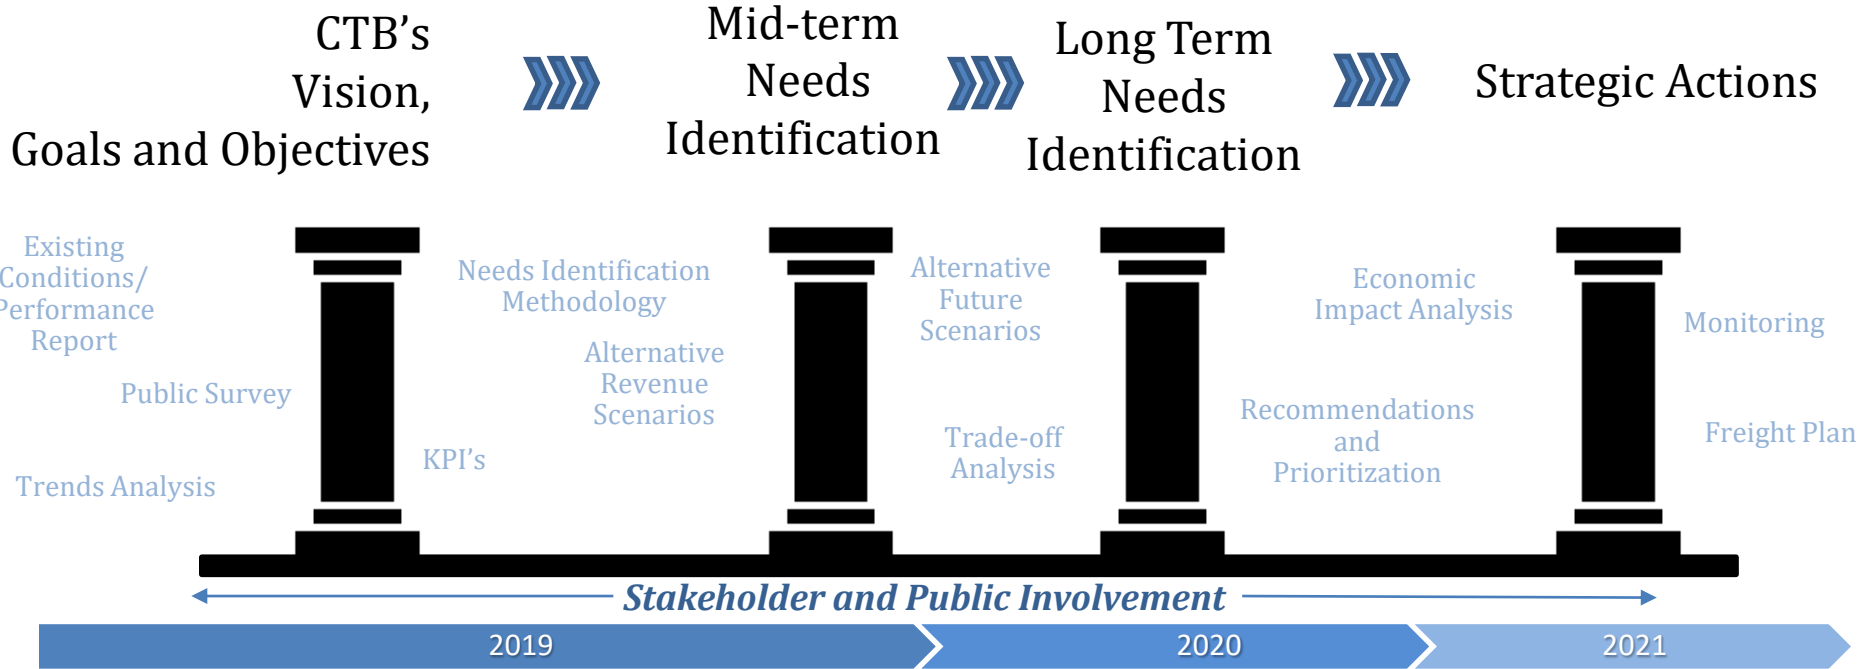 CTB's
Vision,
Goals and Objectives
Mid-term
Needs
Identification
Long Term
Needs
Identification
Strategic Actions
Existing
Conditions/
Performance
Report
Public Survey
Trends Analysis
Needs Identification
Methodology
Alternative
Revenue
Scenarios
KPI's
Alternative
Future
Scenarios
Trade-off
Analysis
Economic
Impact Analysis
Recommendations
and
Prioritization
Monitoring
Freight Plan
Stakeholder and Public Involvement
2019
2020
2021